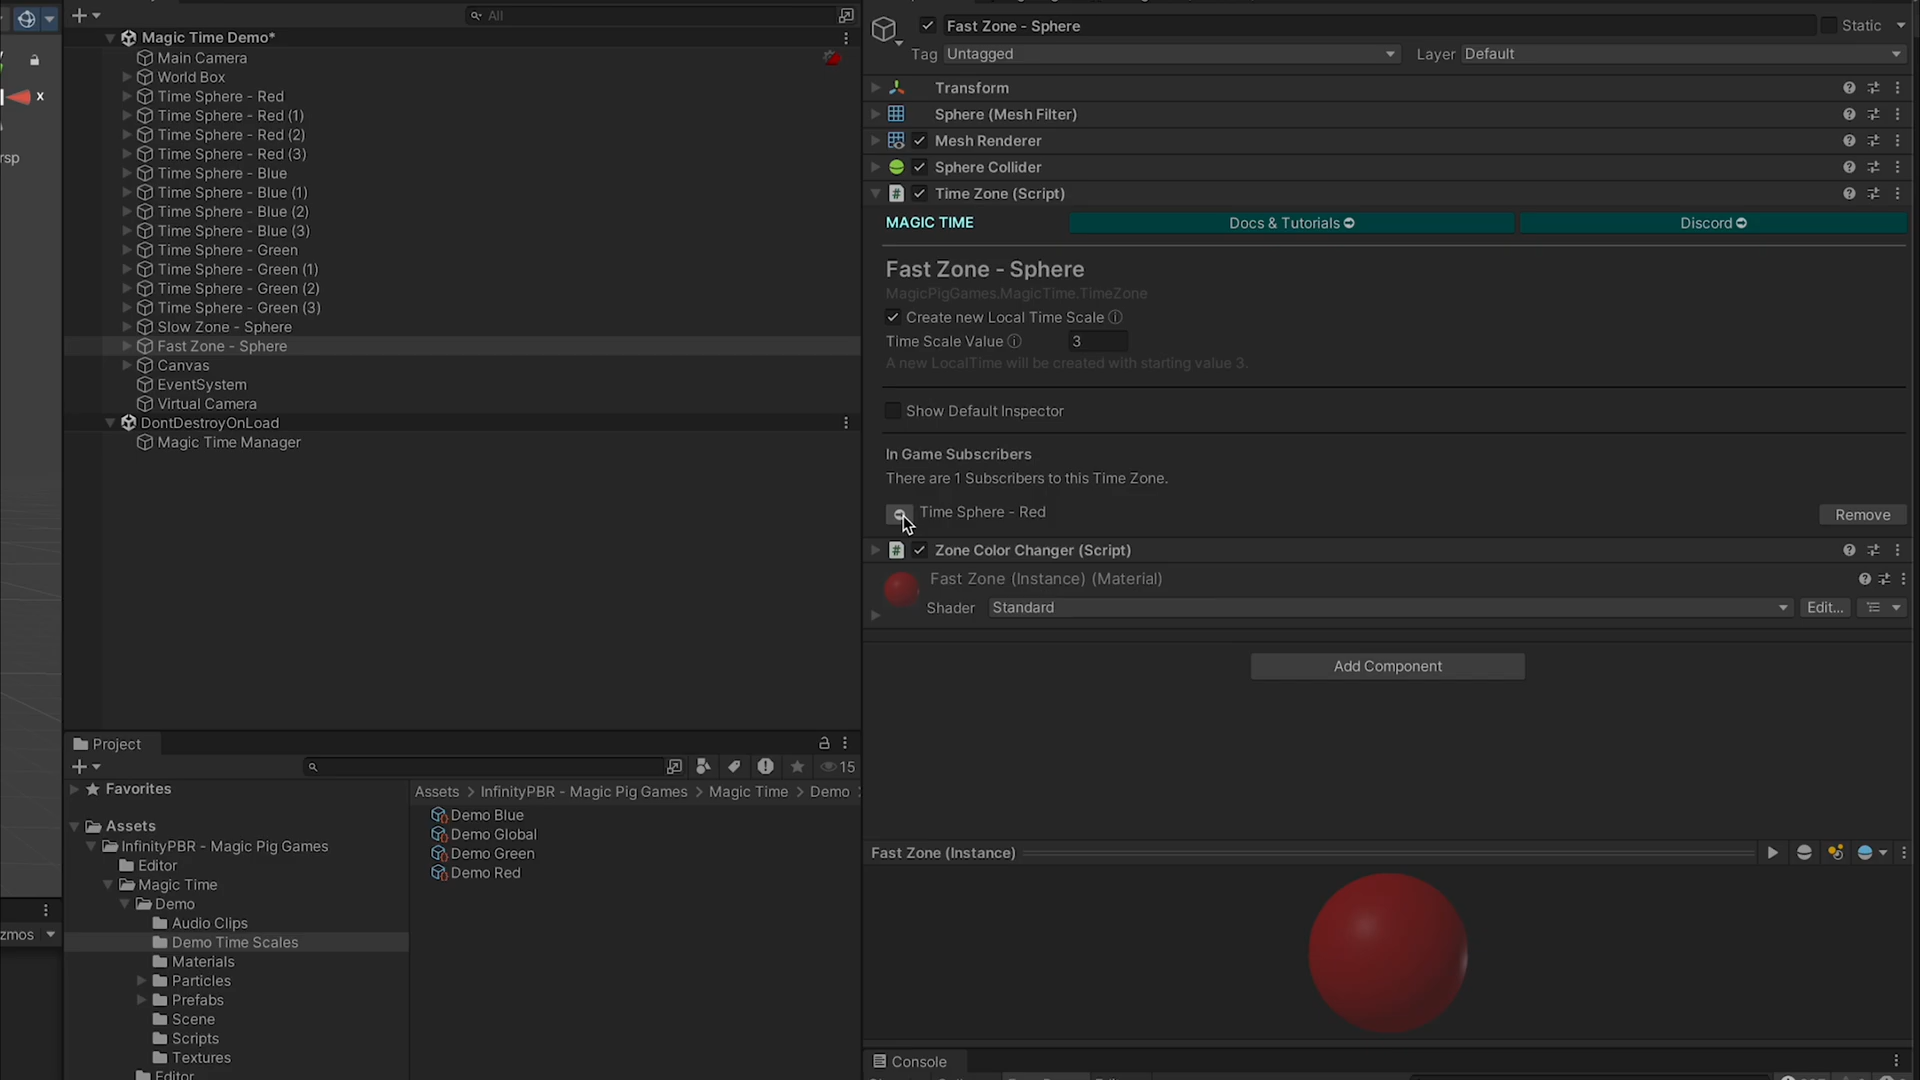 All
Magic Time Demo*
Main Camera
World Box
Time Sphere - Red
Time Sphere - Red (1)
Time Sphere - Red (2)
Time Sphere - Red (3)
Time Sphere - Blue
Time Sphere - Blue (1)
Time Sphere - Blue (2)
Time Sphere - Blue (3)
Time Sphere - Green
Time Sphere - Green (1)
Time Sphere - Green (2)
Time Sphere - Green (3)
Slow Zone - Sphere
Fast Zone - Sphere
Canvas
EventSystem
Virtual Camera
DontDestroyOnLoad
Magic Time Manager
x
rsp
zmos
Project
15
Favorites
Assets
InfinityPBR - Magic Pig Games
Editor
Magic Time
Demo
Audio Clips
Demo Time Scales
Materials
Particles
Prefabs
Scene
Scripts
Textures
Editor
Assets > InfinityPBR - Magic Pig Games > Magic Time > Demo
Demo Blue
Demo Global
Demo Green
Demo Red
Fast Zone - Sphere Static
Tag Untagged Layer Default
Transform
Sphere (Mesh Filter)
Mesh Renderer
Sphere Collider
# Time Zone (Script)
MAGIC TIME Docs & Tutorials Discord
Fast Zone - Sphere
MagicPigGames.MagicTime.TimeZone
Create new Local Time Scale
Time Scale Value 3
A new LocalTime will be created with starting value 3.
Show Default Inspector
In Game Subscribers
There are 1 Subscribers to this Time Zone.
Time Sphere - Red Remove
# Zone Color Changer (Script)
Fast Zone (Instance) (Material)
Shader Standard Edit...
Add Component
Fast Zone (Instance)
Console